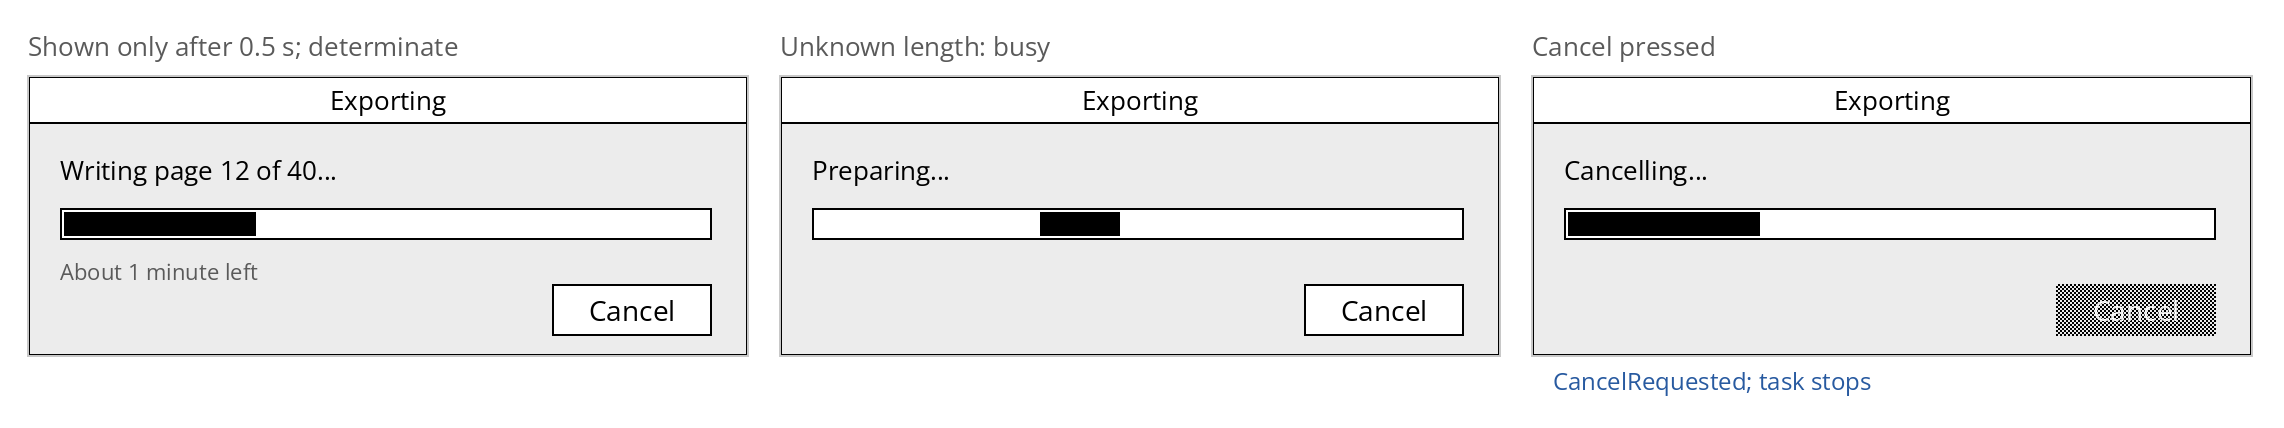 Shown only after 0.5 s; determinate
Exporting
Writing page 12 of 40...
About 1 minute left
Cancel
Unknown length: busy
Exporting
Preparing...
Cancel
Cancel pressed
Exporting
Cancelling...
Cancel
CancelRequested; task stops